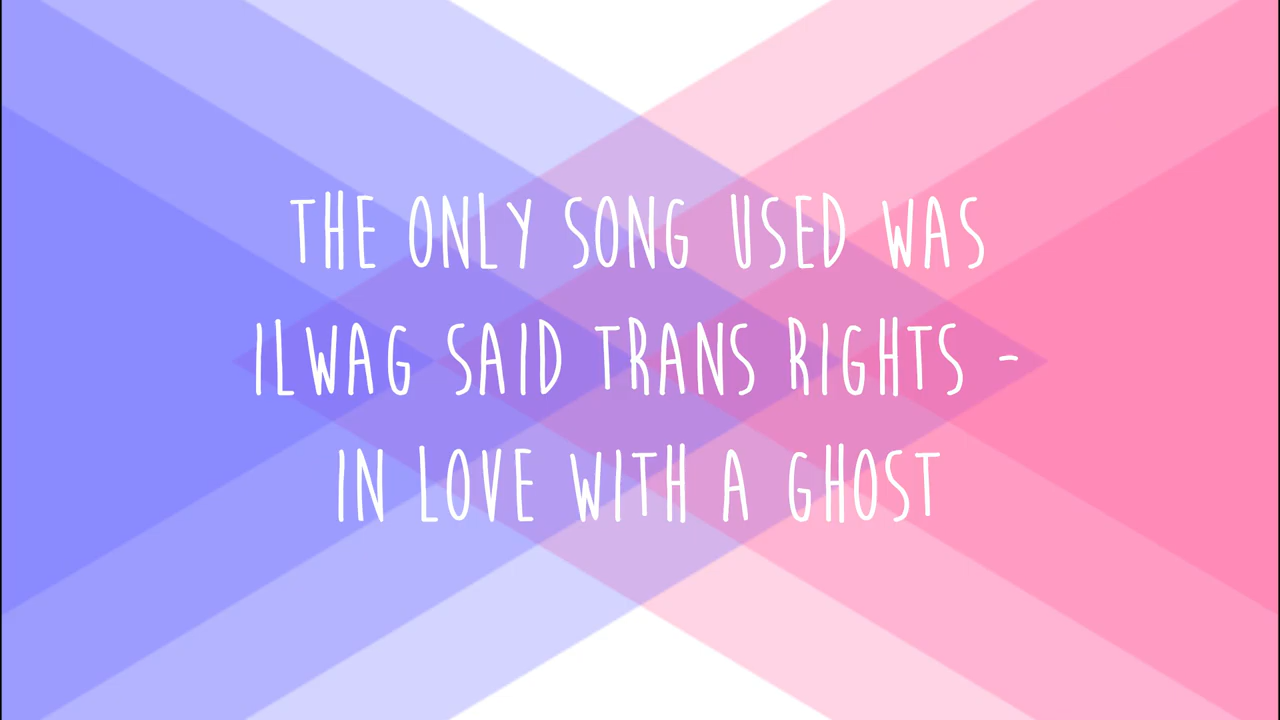 THE ONLY SONG USED WAS
ILWAG SAID TRANS RIGHTS -
IN LOVE WITH A GHOST